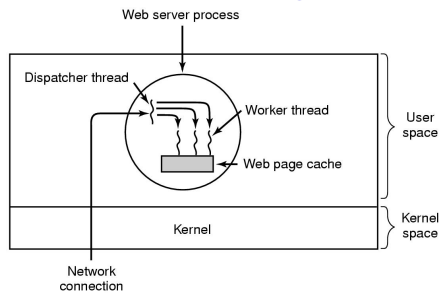 Web server process
Dispatcher thread
Worker thread
Web page cache
User
space
Kernel
Kernel
space
Network
connection